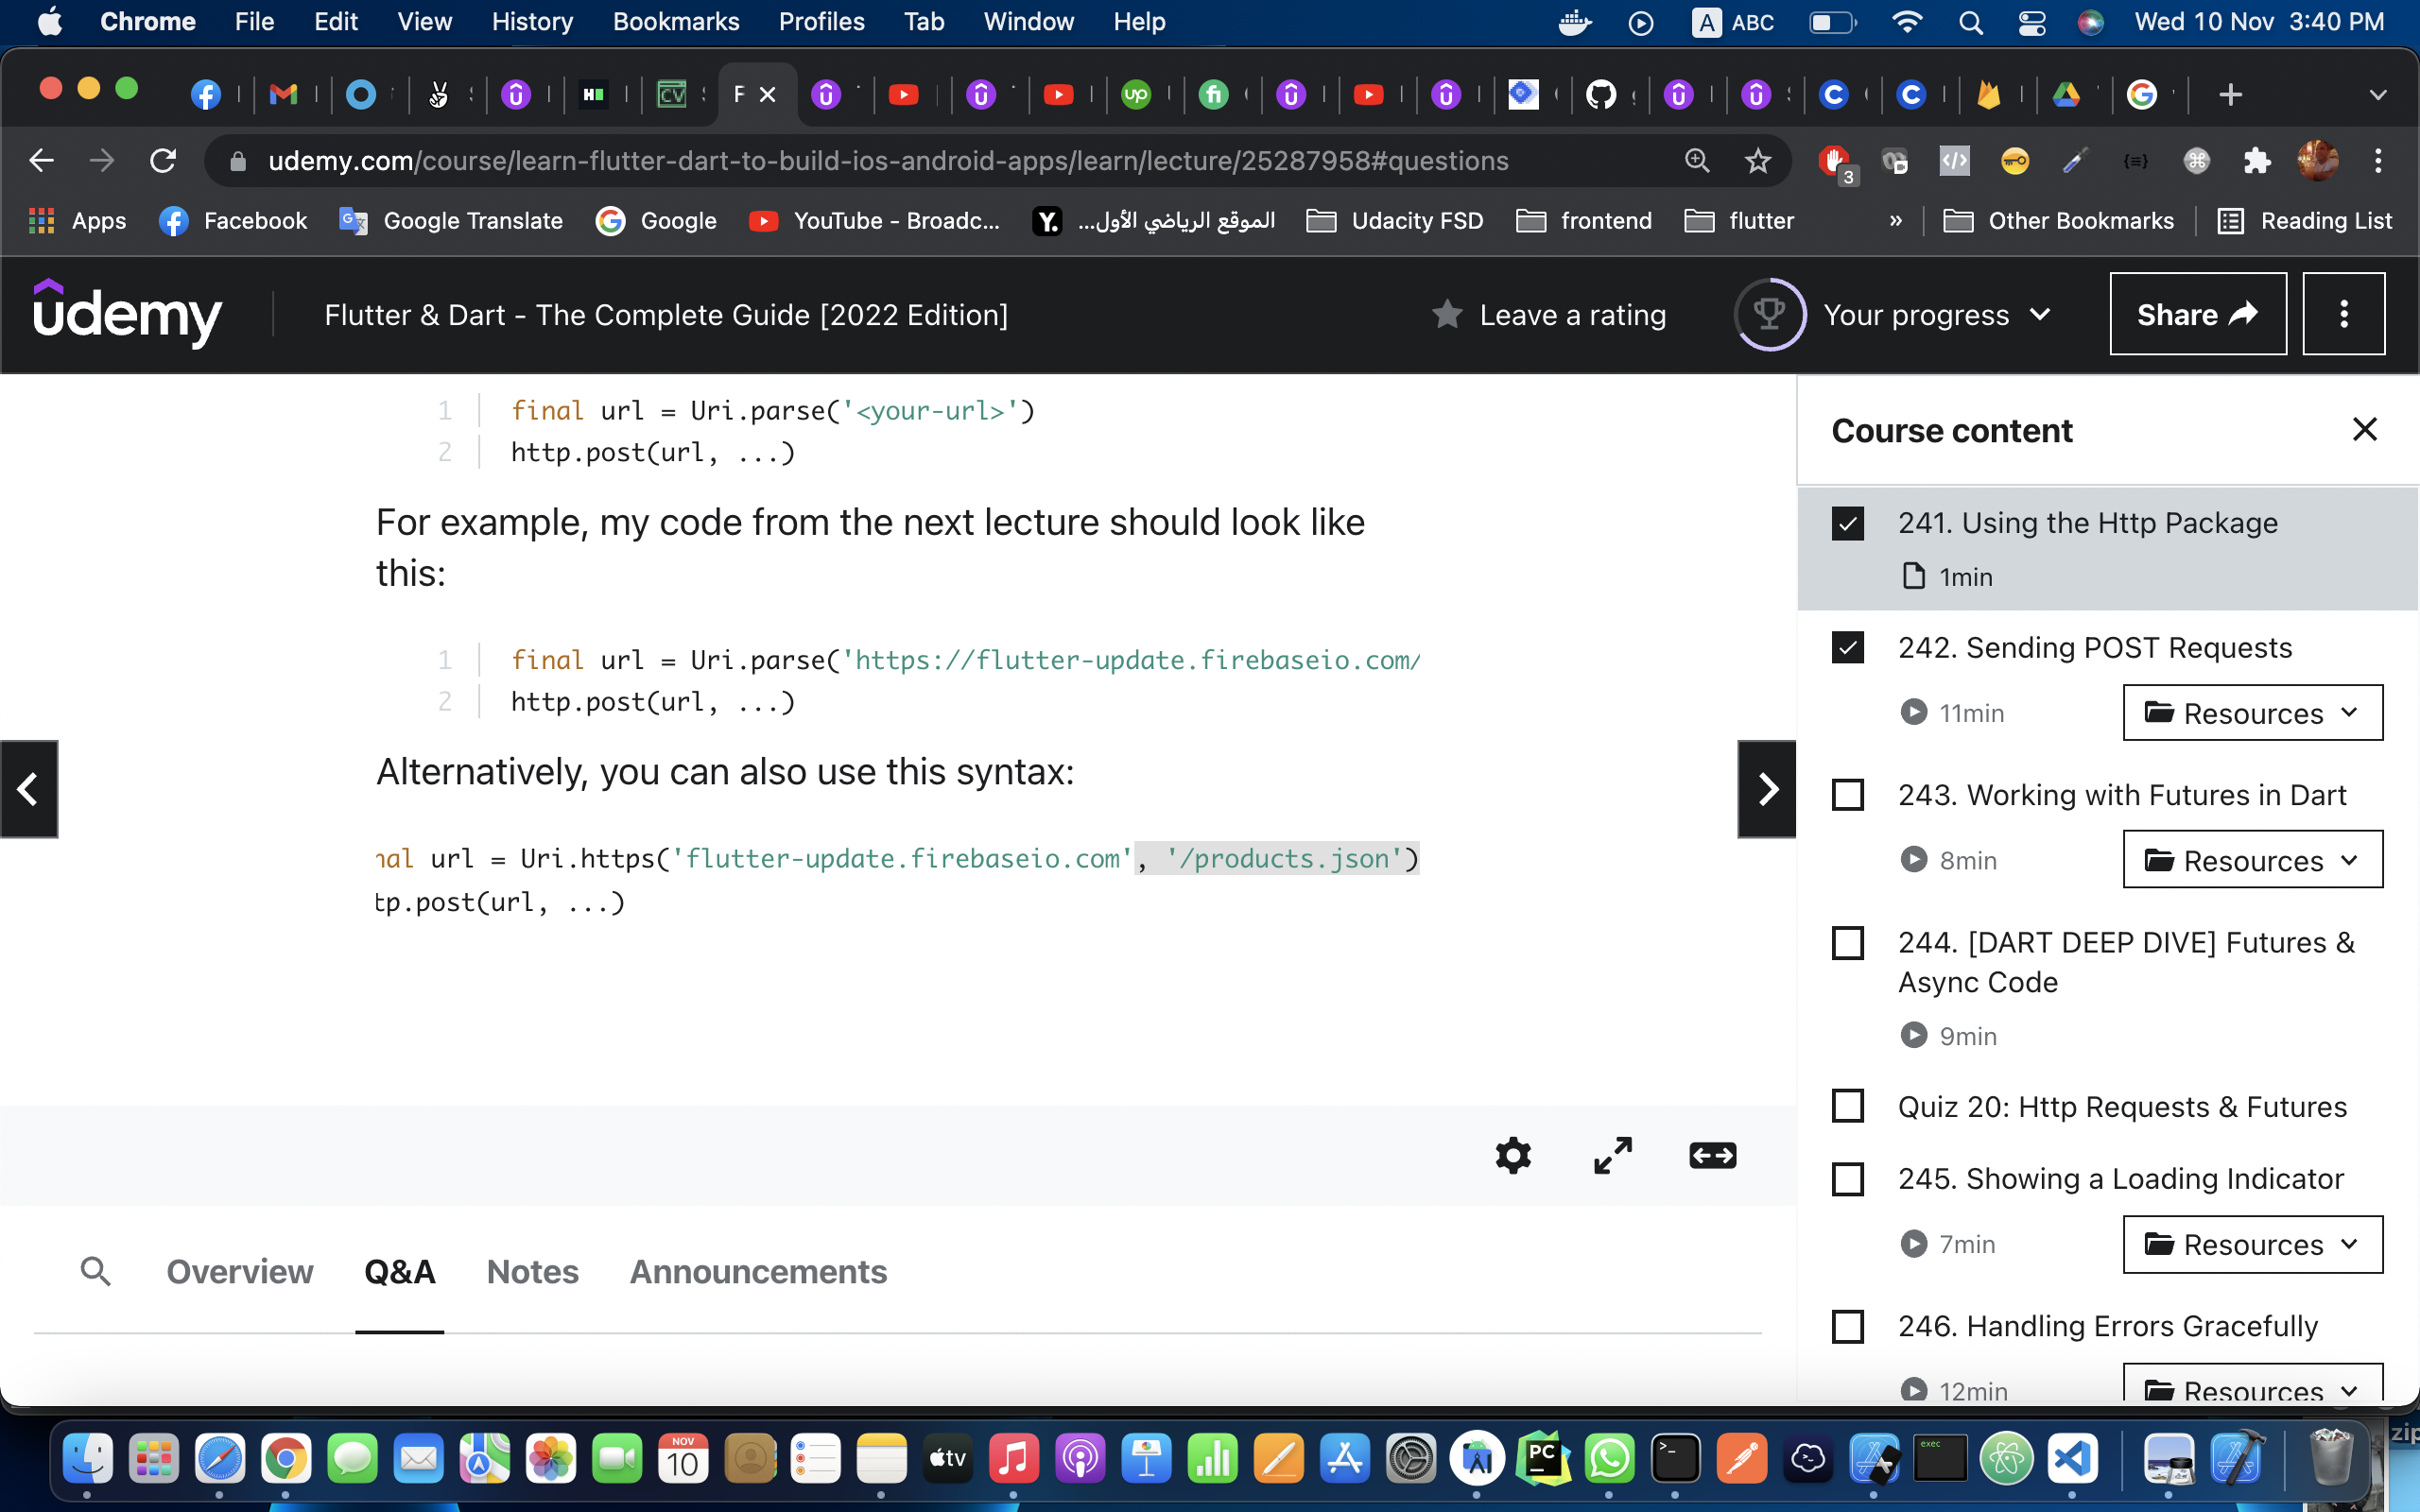 Chrome File Edit View History Bookmarks Profiles Tab Window Help A ABC Wed 10 Nov 3:40 PM
F
udemy.com/course/learn-flutter-dart-to-build-ios-android-apps/learn/lecture/25287958#questions 3
Apps Facebook Google Translate Google YouTube - Broadc... الموقع الرياضي الأول... Udacity FSD frontend flutter » Other Bookmarks Reading List
udemy Flutter & Dart - The Complete Guide [2022 Edition] Leave a rating Your progress Share
1 final url = Uri.parse('<your-url>')
2 http.post(url, ...)
For example, my code from the next lecture should look like
this:
1 final url = Uri.parse('https://flutter-update.firebaseio.com/
2 http.post(url, ...)
Alternatively, you can also use this syntax:
nal url = Uri.https('flutter-update.firebaseio.com', '/products.json')
tp.post(url, ...)
Overview Q&A Notes Announcements
Course content
241. Using the Http Package
1min
242. Sending POST Requests
11min Resources
243. Working with Futures in Dart
8min Resources
244. [DART DEEP DIVE] Futures &
Async Code
9min
Quiz 20: Http Requests & Futures
245. Showing a Loading Indicator
7min Resources
246. Handling Errors Gracefully
12min Resources
NOV
10
tv
PC
exec
zip